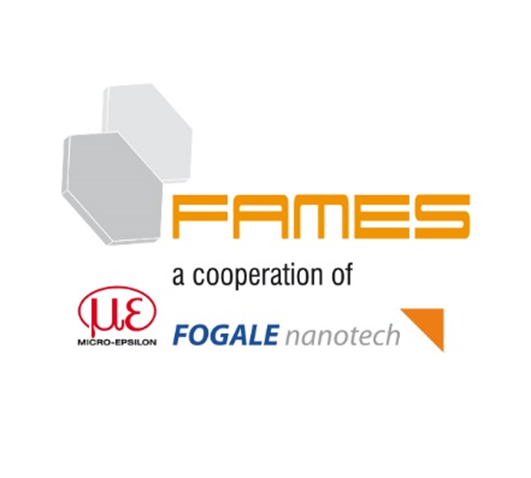 FAMES
a cooperation of
με
MICRO-EPSILON
FOGALE nanotech